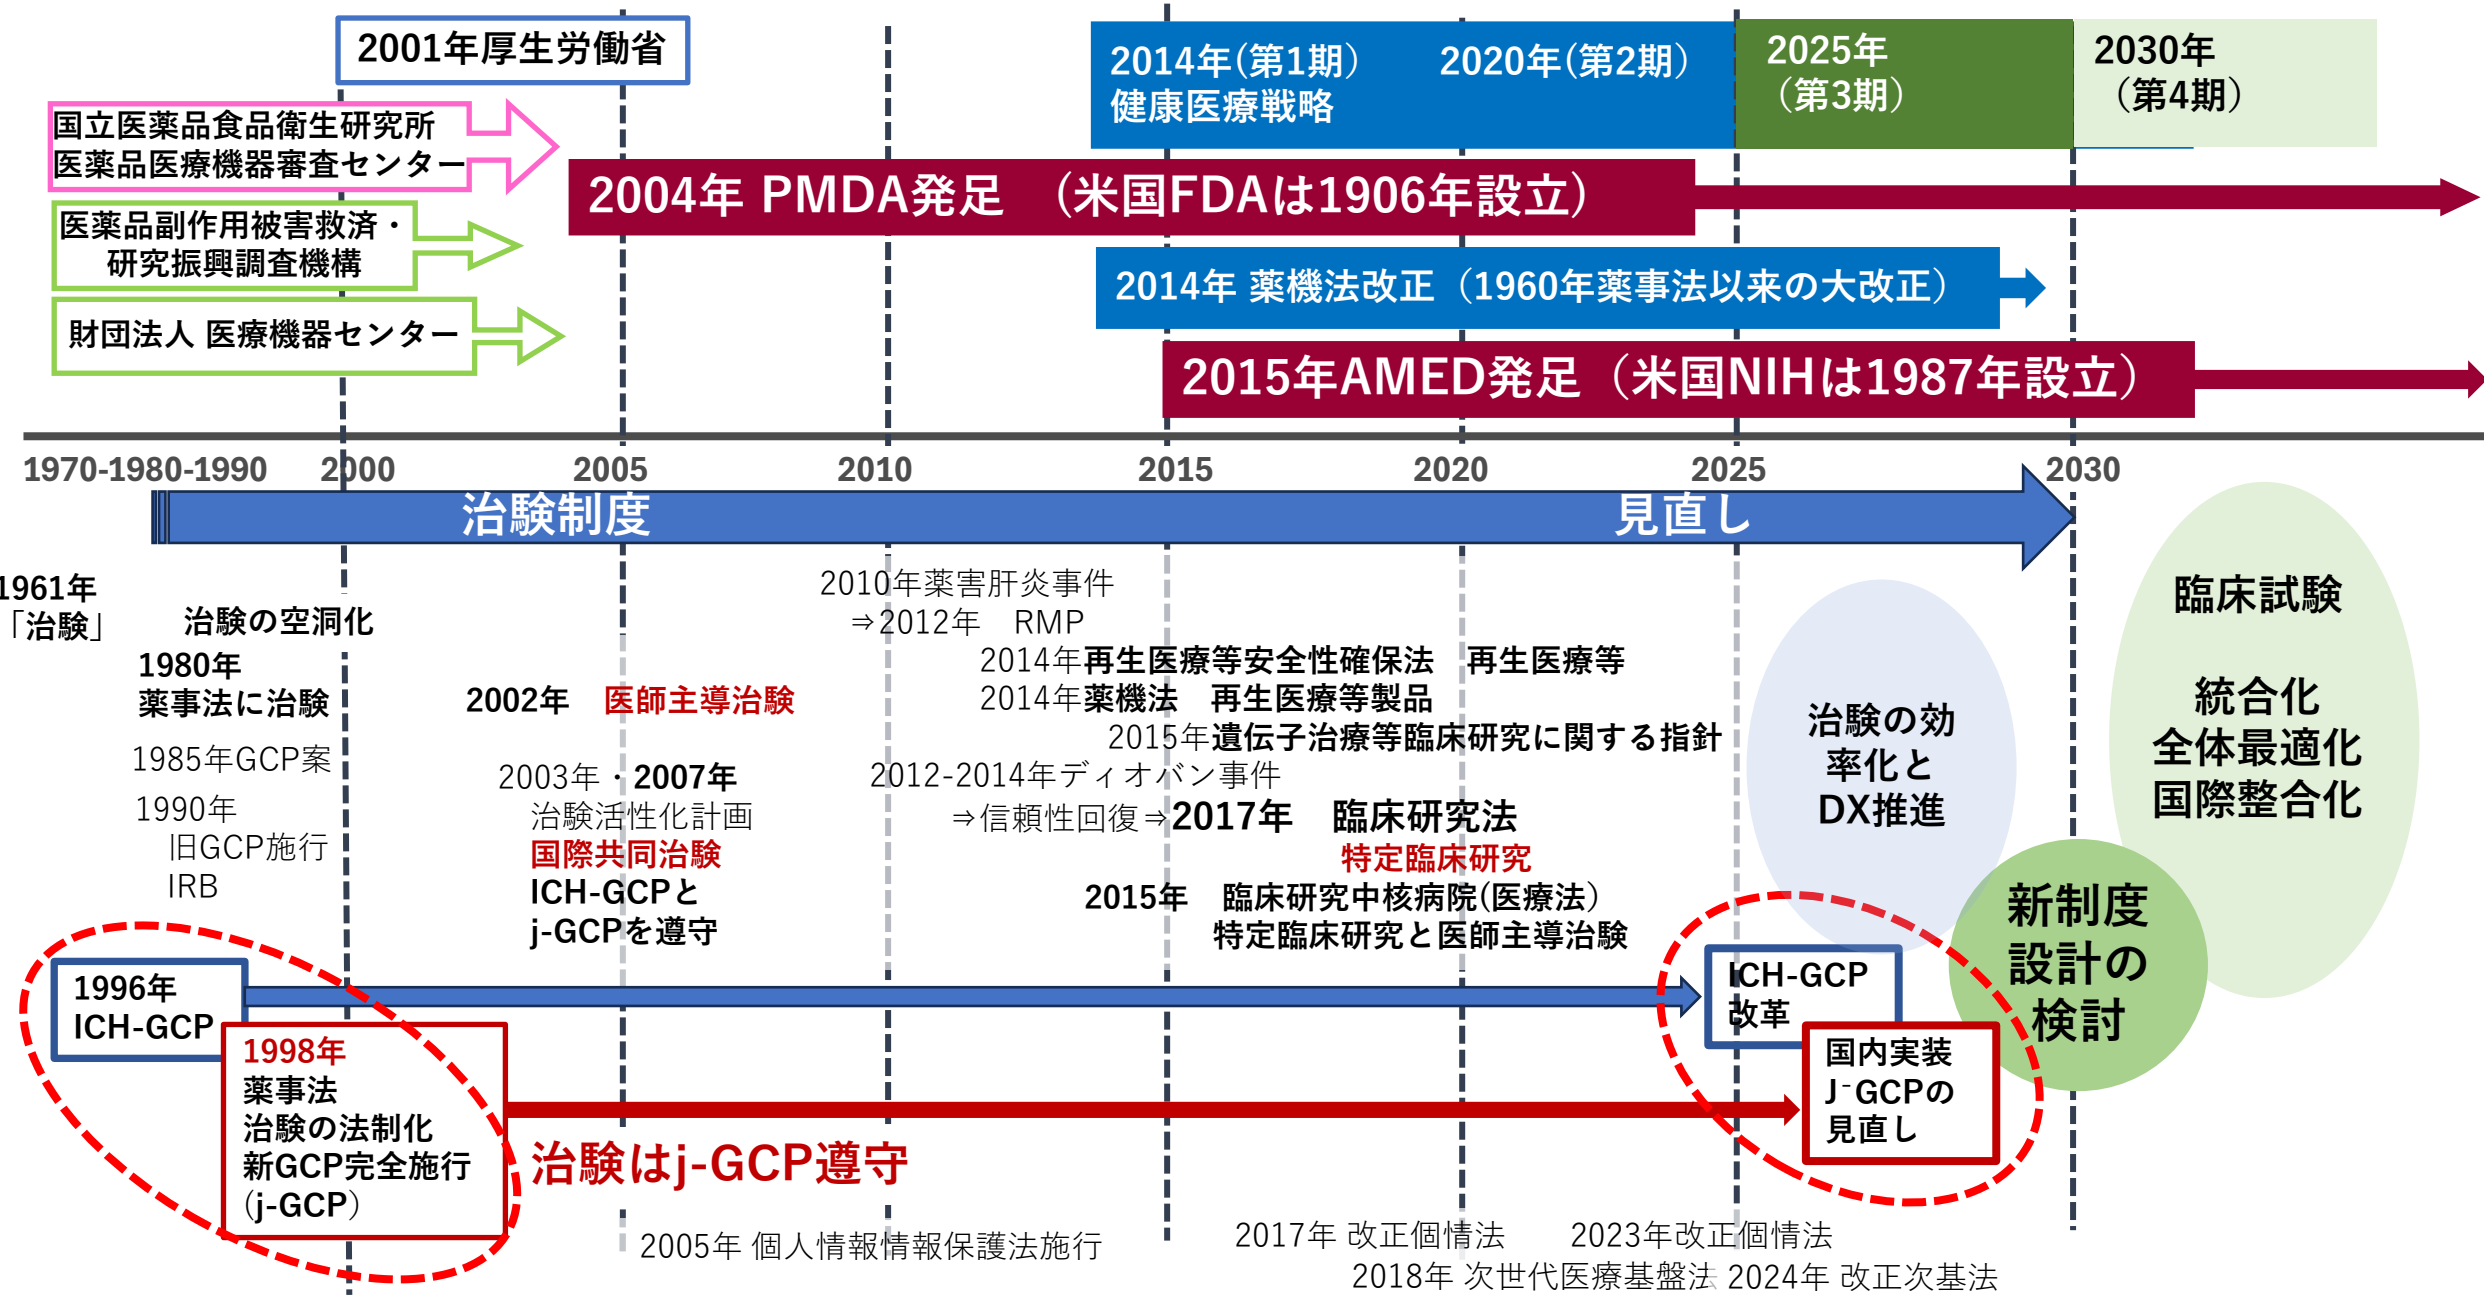 2001年厚生労働省
国立医薬品食品衛生研究所
医薬品医療機器審査センター
医薬品副作用被害救済・
研究振興調査機構
財団法人 医療機器センター
2014年(第1期）
健康医療戦略
2020年(第2期）
2025年
（第3期）
2030年
（第4期）
2004年 PMDA発足　（米国FDAは1906年設立)
2014年 薬機法改正（1960年薬事法以来の大改正）
2015年AMED発足（米国NIHは1987年設立）
1970-1980-1990
2000
2005
2010
2015
2020
2025
2030
治験制度
見直し
1961年
「治験」
治験の空洞化
1980年
薬事法に治験
1985年GCP案
1990年
旧GCP施行
IRB
2002年　医師主導治験
2003年・2007年
治験活性化計画
国際共同治験
ICH-GCPと
j-GCPを遵守
2010年薬害肝炎事件
⇒2012年　RMP
2014年再生医療等安全性確保法　再生医療等
2014年薬機法　再生医療等製品
2015年遺伝子治療等臨床研究に関する指針
2012-2014年ディオバン事件
⇒信頼性回復⇒2017年　臨床研究法
特定臨床研究
2015年　臨床研究中核病院(医療法）
特定臨床研究と医師主導治験
治験の効
率化と
DX推進
臨床試験
統合化
全体最適化
国際整合化
新制度
設計の
検討
1996年
ICH-GCP
1998年
薬事法
治験の法制化
新GCP完全施行
（j-GCP）
ICH-GCP
改革
国内実装
J⁻GCPの
見直し
治験はj-GCP遵守
2005年 個人情報情報保護法施行
2017年 改正個情法
2023年改正個情法
2018年 次世代医療基盤法
2024年 改正次基法